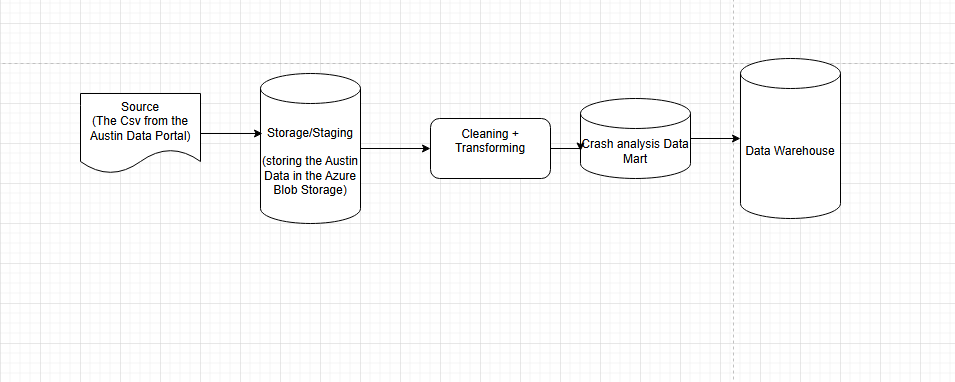 Source
(The Csv from the
Austin Data Portal)
Storage/Staging
(storing the Austin
Data in the Azure
Blob Storage)
Cleaning +
Transforming
Crash analysis Data
Mart
Data Warehouse